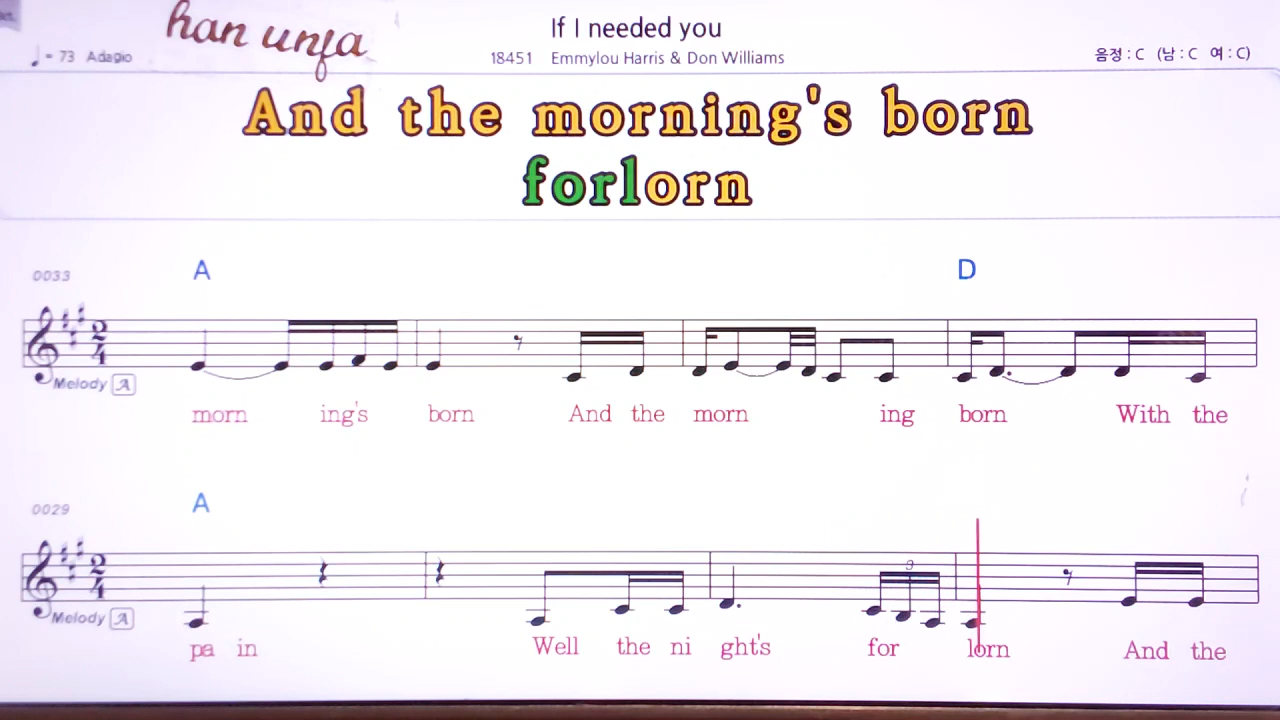 han unja
If I needed you
♩ = 73 Adagio
18451 Emmylou Harris & Don Williams
음정 : C (남 : C 여 : C)
And the morning's born
forlorn
0033
A D
Melody A
morn ing's born And the morn ing born With the
0029
A
3
Melody A
pa in Well the ni ght's for lorn And the